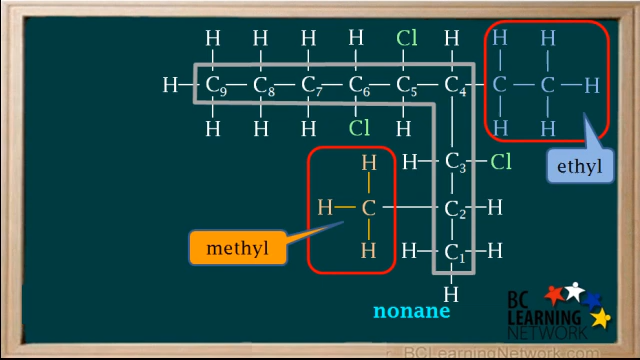 H H H H Cl H H H
H C9 C8 C7 C6 C5 C4 C C H
H H H Cl H H H
ethyl
H H C3 Cl
H C C2 H
methyl
H H C1 H
H
nonane
BC
LEARNING
NETWORK
BCLearningNetwork.com